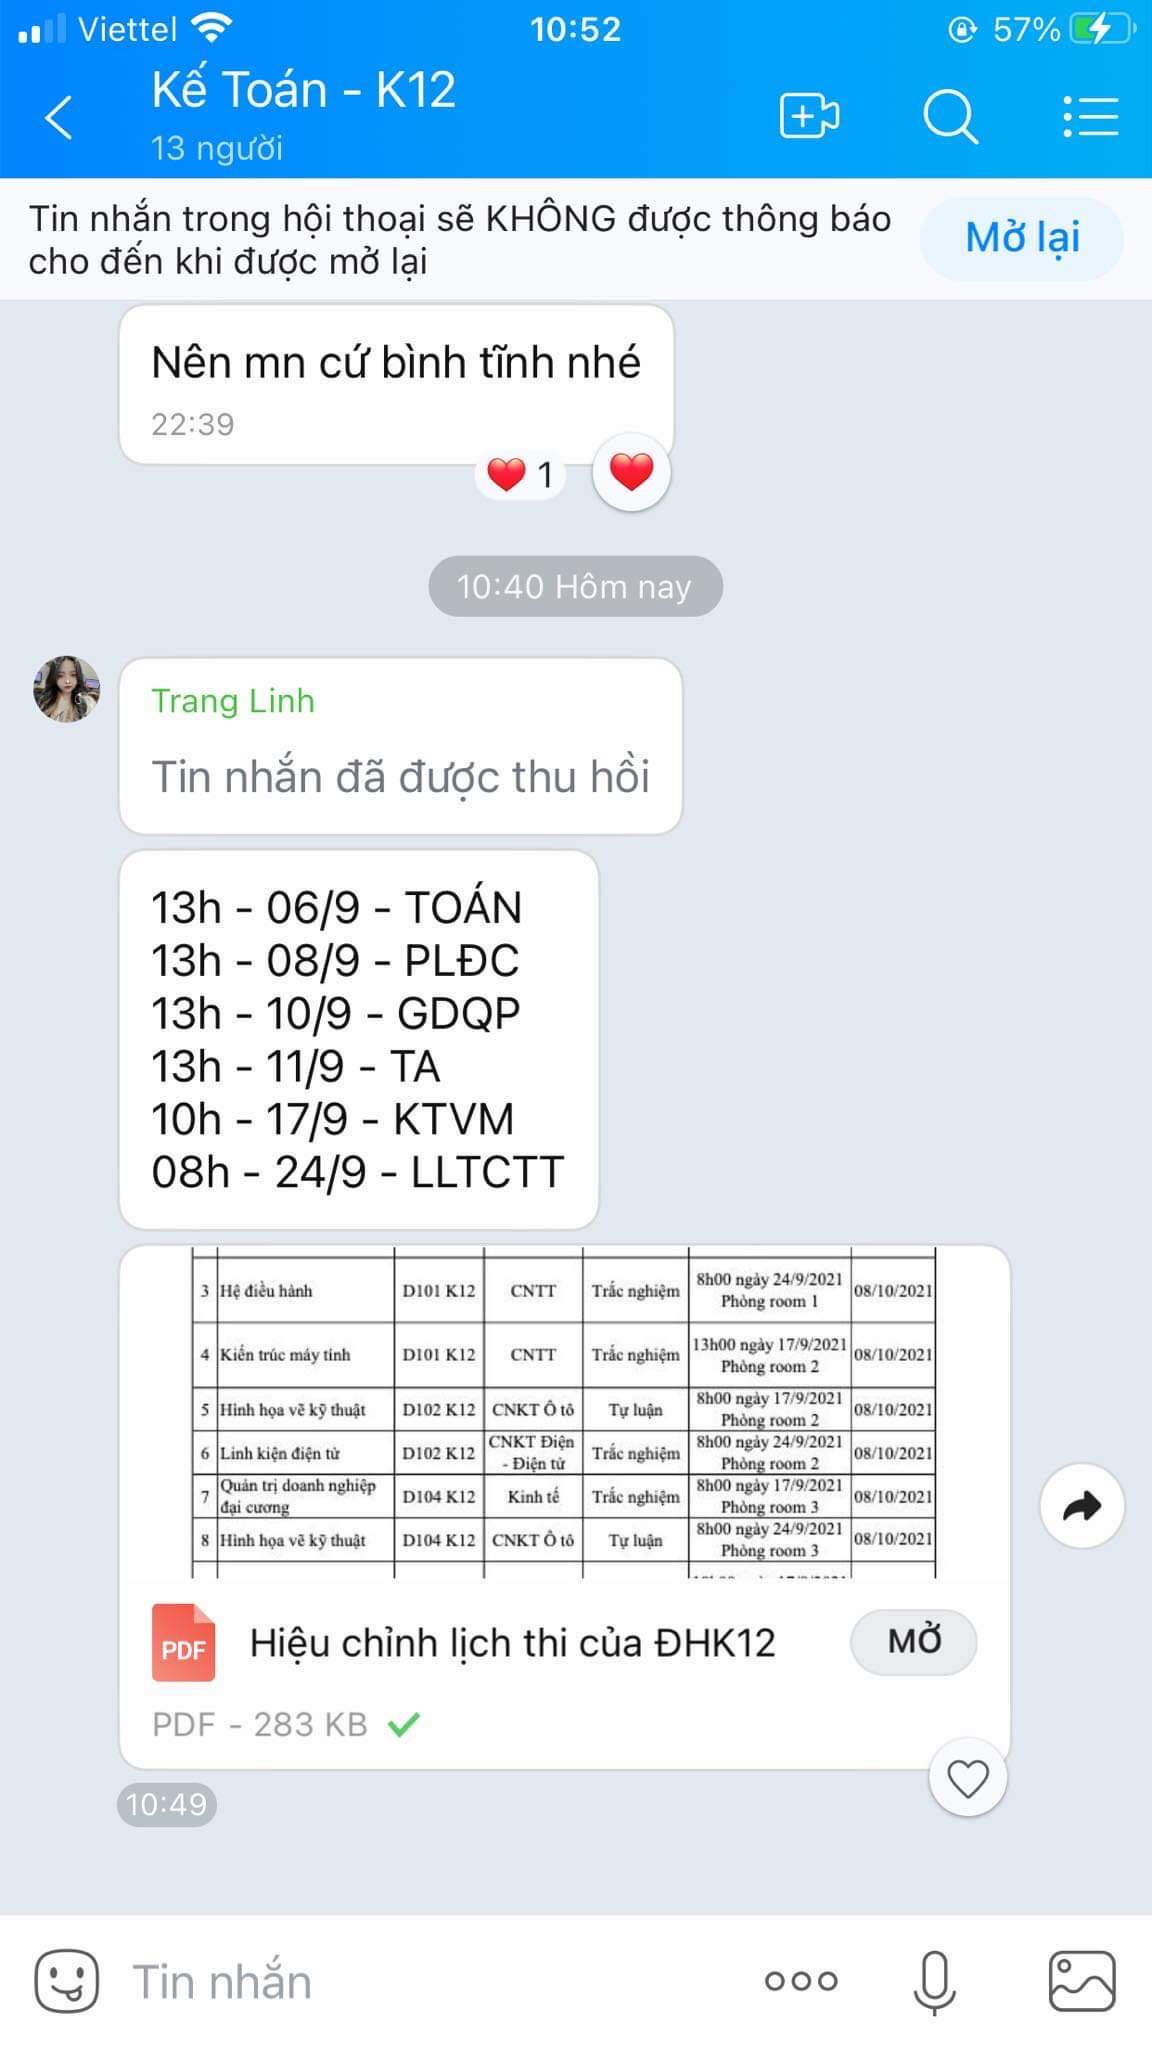 Viettel
10:52
57%
Kế Toán - K12
13 người
Tin nhắn trong hội thoại sẽ KHÔNG được thông báo
cho đến khi được mở lại
Mở lại
Nên mn cứ bình tĩnh nhé
22:39
1
10:40 Hôm nay
Trang Linh
Tin nhắn đã được thu hồi
13h - 06/9 - TOÁN
13h - 08/9 - PLĐC
13h - 10/9 - GDQP
13h - 11/9 - TA
10h - 17/9 - KTVM
08h - 24/9 - LLTCTT
3 Hệ điều hành D101 K12 CNTT Trắc nghiệm 8h00 ngày 24/9/2021 Phòng room 1 08/10/2021
4 Kiến trúc máy tính D101 K12 CNTT Trắc nghiệm 13h00 ngày 17/9/2021 Phòng room 2 08/10/2021
5 Hình họa vẽ kỹ thuật D102 K12 CNKT Ô tô Tự luận 8h00 ngày 17/9/2021 Phòng room 2 08/10/2021
6 Linh kiện điện tử D102 K12 CNKT Điện - Điện tử Trắc nghiệm 8h00 ngày 24/9/2021 Phòng room 2 08/10/2021
7 Quản trị doanh nghiệp đại cương D104 K12 Kinh tế Trắc nghiệm 8h00 ngày 17/9/2021 Phòng room 3 08/10/2021
8 Hình họa vẽ kỹ thuật D104 K12 CNKT Ô tô Tự luận 8h00 ngày 24/9/2021 Phòng room 3 08/10/2021
PDF
Hiệu chỉnh lịch thi của ĐHK12
MỞ
PDF - 283 KB
10:49
Tin nhắn